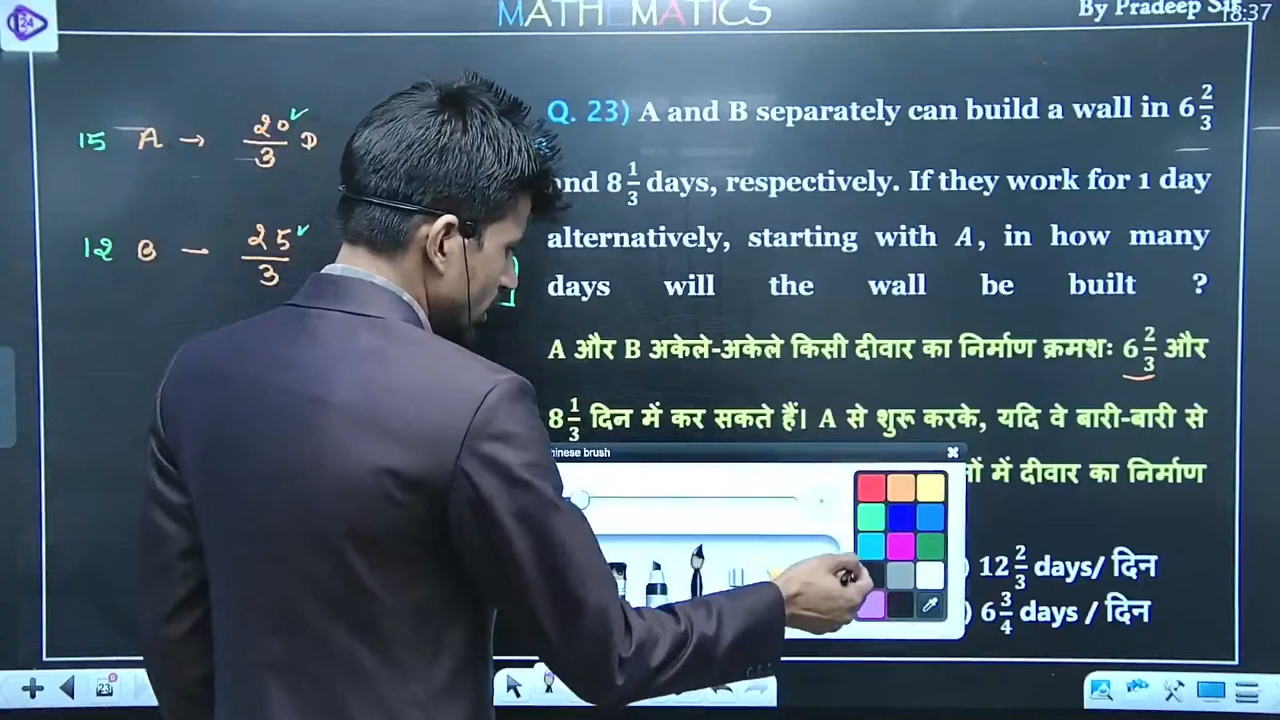 24
MATHEMATICS
By Pradeep Sir
18:37
15 A → 20/3 D
12 B – 25/3
Q. 23) A and B separately can build a wall in 6 2/3
and 8 1/3 days, respectively. If they work for 1 day
alternatively, starting with A, in how many
days will the wall be built ?
A और B अकेले-अकेले किसी दीवार का निर्माण क्रमशः 6 2/3 और
8 1/3 दिन में कर सकते हैं। A से शुरू करके, यदि वे बारी-बारी से
में दीवार का निर्माण
brush
12 2/3 days/ दिन
6 3/4 days / दिन
23